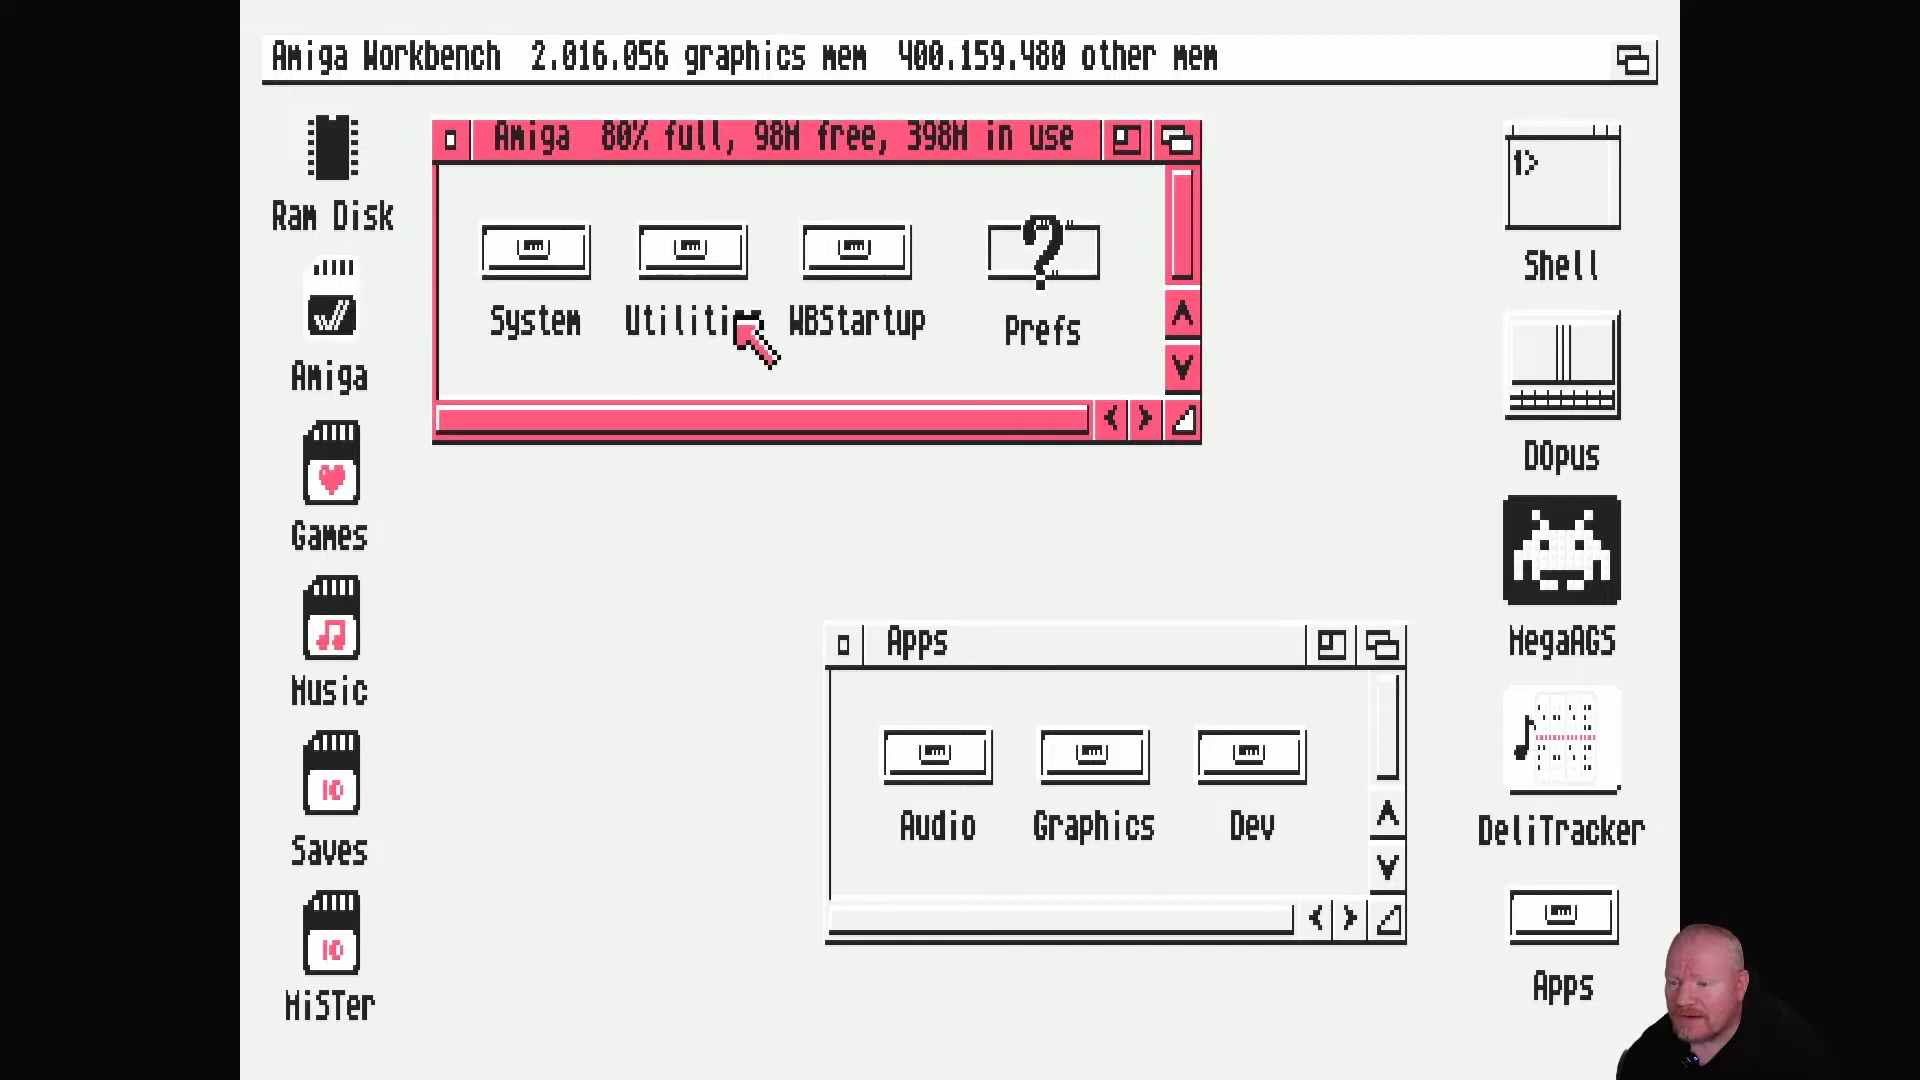 Amiga Workbench 2.016.056 graphics mem 400.159.480 other mem
Ram Disk
Amiga
Games
Music
Saves
MiSTer
Amiga 80% full, 98M free, 398M in use
System
WBStartup
Prefs
Apps
Audio
Graphics
Dev
1>
Shell
DOpus
MegaAGS
DeliTracker
Apps